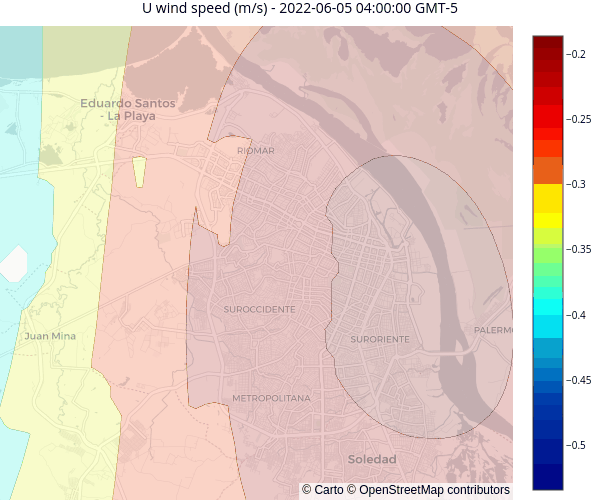 U wind speed (m/s) - 2022-06-05 04:00:00 GMT-5
−0.2
−0.25
−0.3
−0.35
−0.4
−0.45
−0.5
Eduardo Santos
- La Playa
RIOMAR
SUROCCIDENTE
Juan Mina
SURORIENTE
PALERMO
METROPOLITANA
Soledad
© Carto © OpenStreetMap contributors